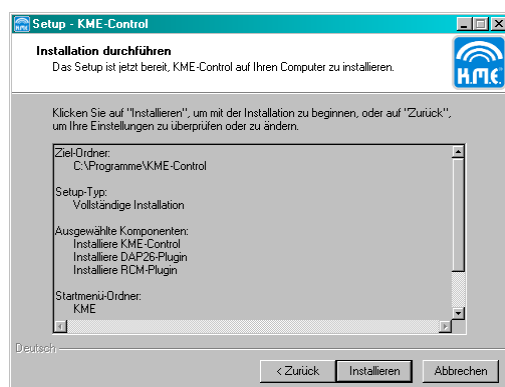 Setup - KME-Control
Installation durchführen
Das Setup ist jetzt bereit, KME-Control auf Ihren Computer zu installieren.
K.M.E.
Klicken Sie auf "Installieren", um mit der Installation zu beginnen, oder auf "Zurück",
um Ihre Einstellungen zu überprüfen oder zu ändern.
Ziel-Ordner:
C:\Programme\KME-Control
Setup-Typ:
Vollständige Installation
Ausgewählte Komponenten:
Installiere KME-Control
Installiere DAP26-Plugin
Installiere RCM-Plugin
Startmenü-Ordner:
KME
Deutsch
< Zurück Installieren Abbrechen